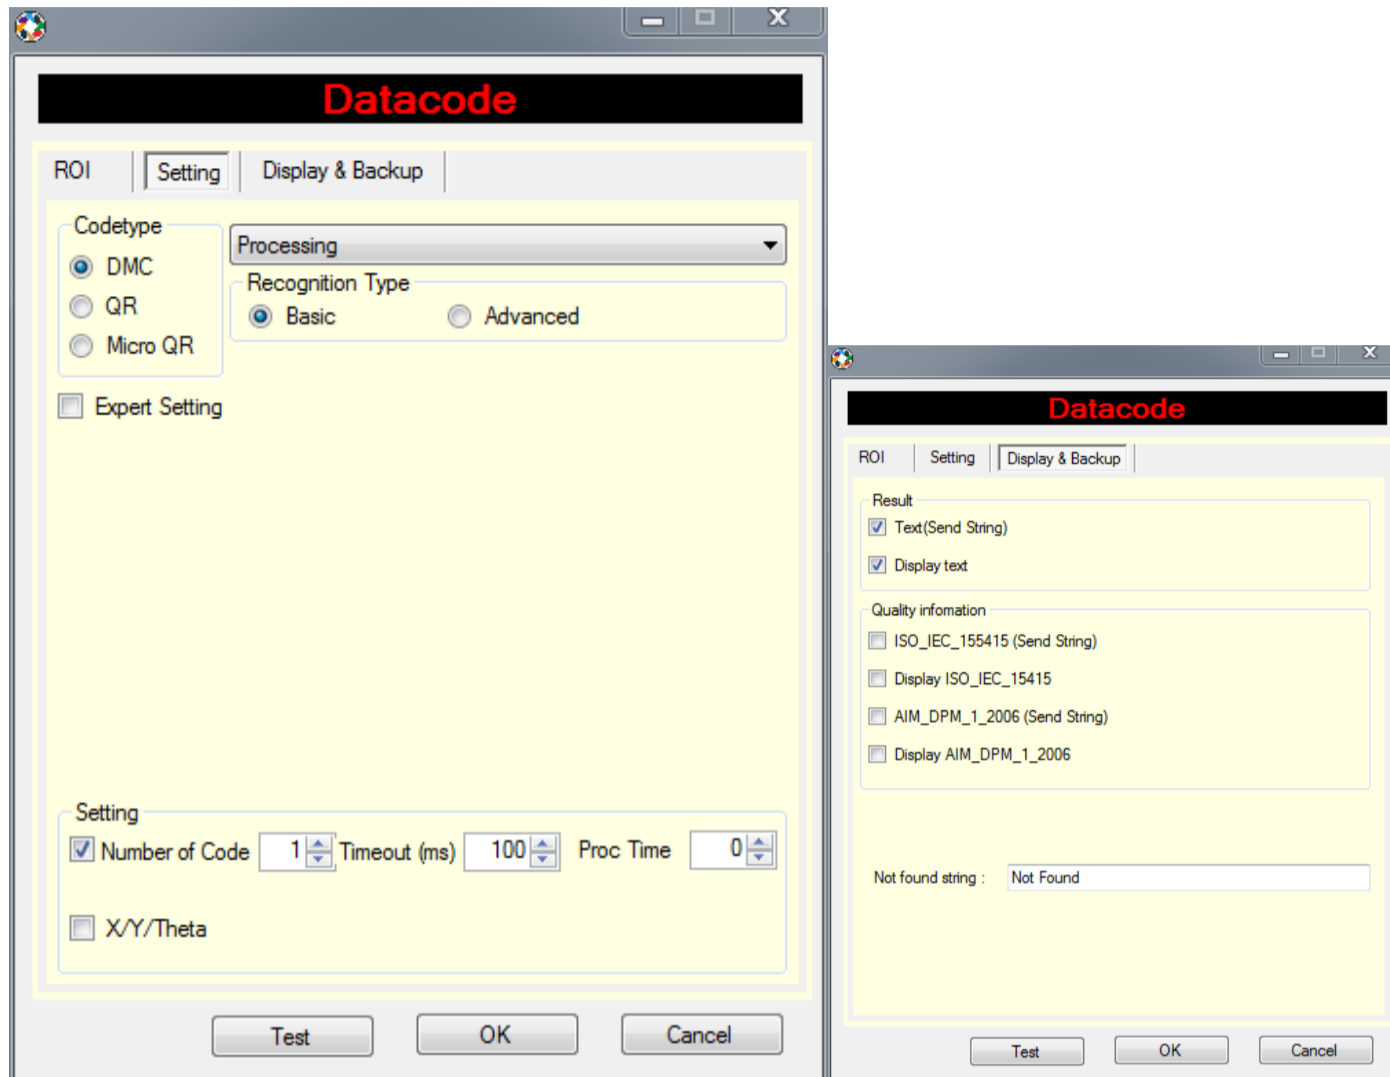 Datacode
ROI Setting Display & Backup
Codetype
DMC
QR
Micro QR
Processing
Recognition Type
Basic Advanced
Expert Setting
Setting
Number of Code 1 Timeout (ms) 100 Proc Time 0
X/Y/Theta
Test OK Cancel
Datacode
ROI Setting Display & Backup
Result
Text(Send String)
Display text
Quality infomation
ISO_IEC_155415 (Send String)
Display ISO_IEC_15415
AIM_DPM_1_2006 (Send String)
Display AIM_DPM_1_2006
Not found string : Not Found
Test OK Cancel